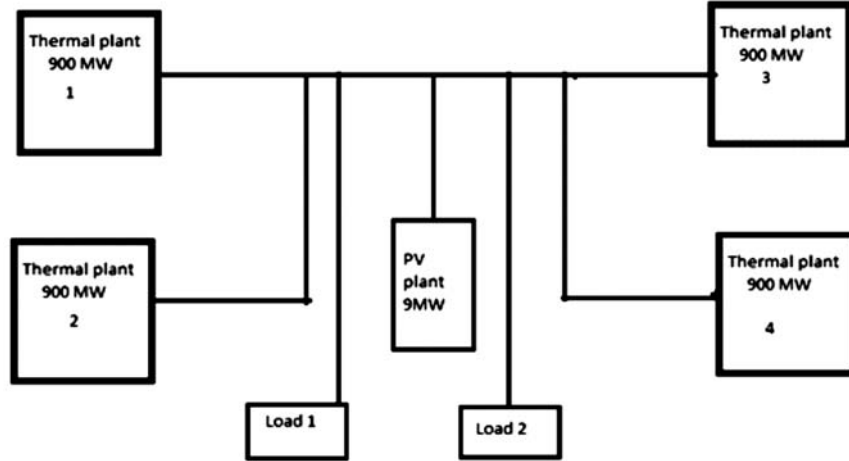 Thermal plant
900 MW
1
Thermal plant
900 MW
3
Thermal plant
900 MW
2
PV
plant
9MW
Thermal plant
900 MW
4
Load 1
Load 2